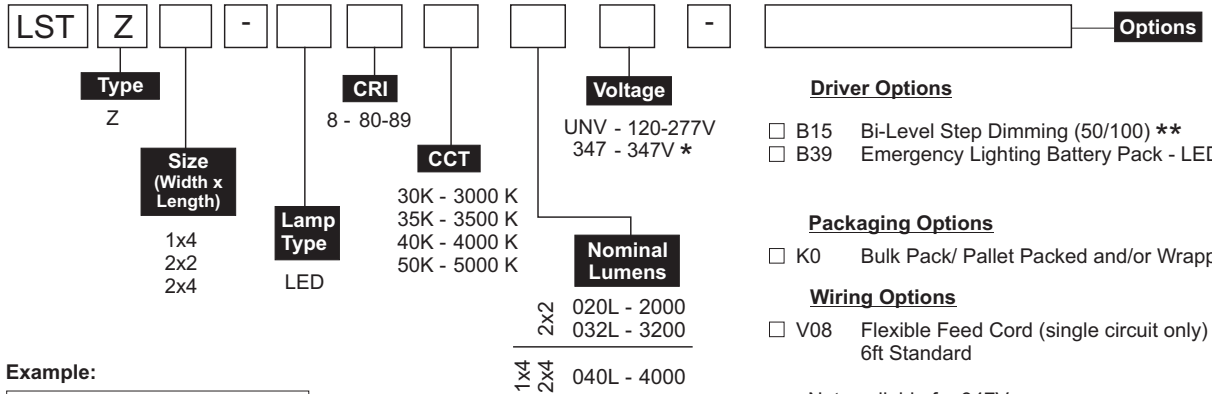 LST Z - - Options
Type
Z
Size
(Width x
Length)
1x4
2x2
2x4
Lamp
Type
LED
CRI
8 - 80-89
CCT
30K - 3000 K
35K - 3500 K
40K - 4000 K
50K - 5000 K
Voltage
UNV - 120-277V
347 - 347V *
Nominal
Lumens
2x2
020L - 2000
032L - 3200
1x4
2x4
040L - 4000
Driver Options
B15 Bi-Level Step Dimming (50/100) **
B39 Emergency Lighting Battery Pack - LED
Packaging Options
K0 Bulk Pack/ Pallet Packed and/or
Wiring Options
V08 Flexible Feed Cord (single circuit only)
6ft Standard
Example: